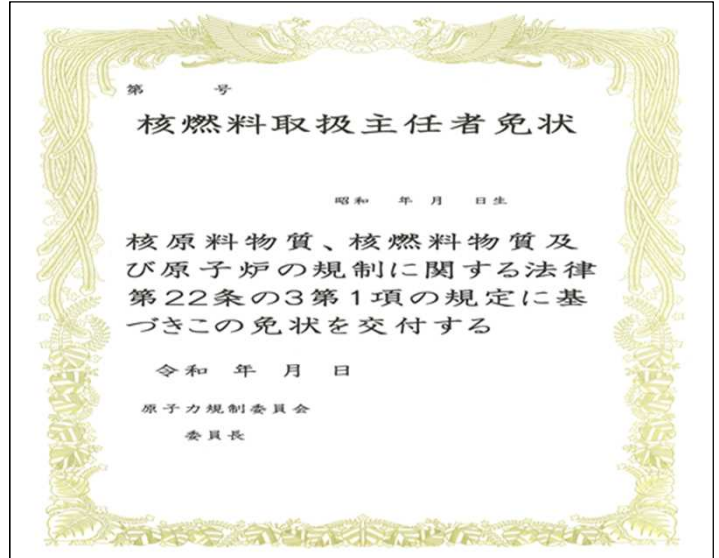 第　　　号
核燃料取扱主任者免状
昭和　年　月　日生
核原料物質、核燃料物質及
び原子炉の規制に関する法律
第22条の3第1項の規定に基
づきこの免状を交付する
令和　年　月　日
原子力規制委員会
委員長